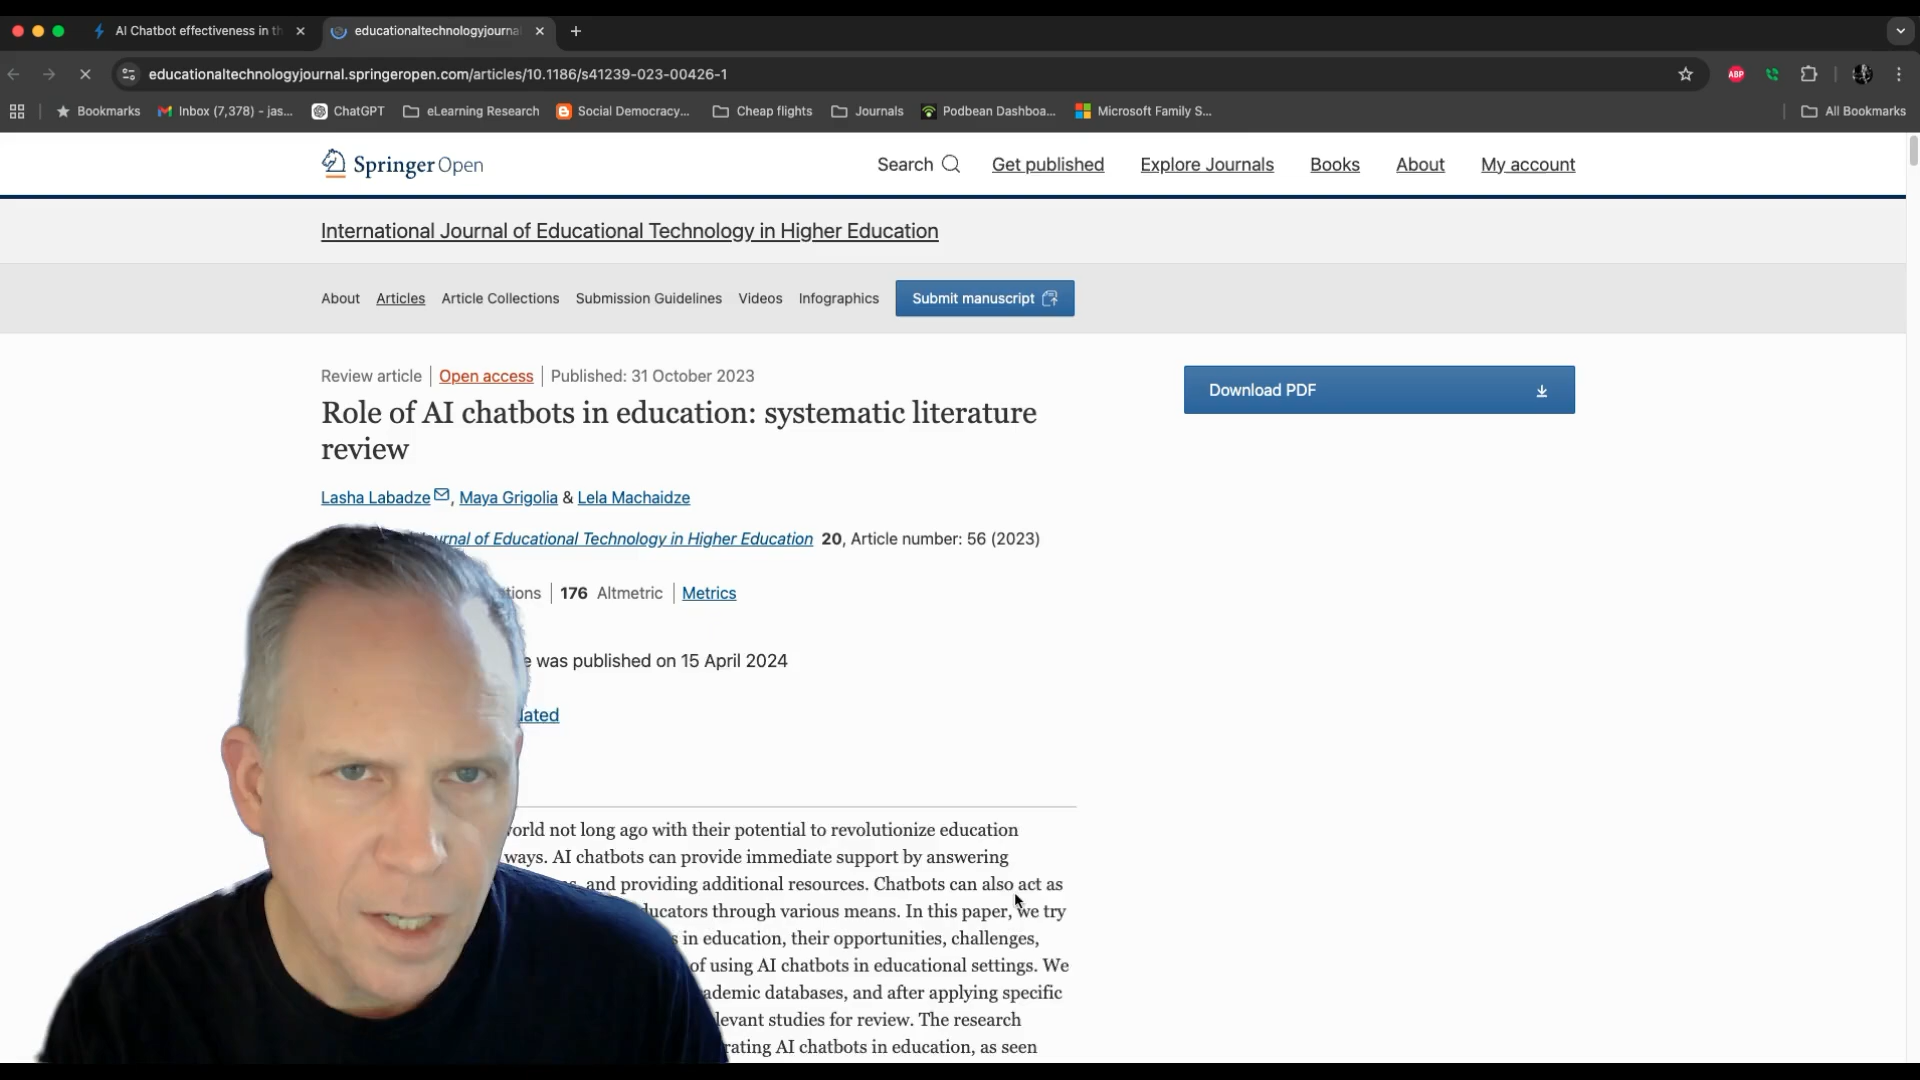 AI Chatbot effectiveness in th
educationaltechnologyjournal
educationaltechnologyjournal.springeropen.com/articles/10.1186/s41239-023-00426-1
ABP
Bookmarks Inbox (7,378) - jas... ChatGPT eLearning Research Social Democracy... Cheap flights Journals Podbean Dashboa... Microsoft Family S... All Bookmarks
Springer Open Search Get published Explore Journals Books About My account
International Journal of Educational Technology in Higher Education
About Articles Article Collections Submission Guidelines Videos Infographics Submit manuscript
Review article Open access Published: 31 October 2023
Download PDF
Role of AI chatbots in education: systematic literature
review
Lasha Labadze, Maya Grigolia & Lela Machaidze
of Educational Technology in Higher Education 20, Article number: 56 (2023)
176 Altmetric Metrics
was published on 15 April 2024
not long ago with their potential to revolutionize education
ways. AI chatbots can provide immediate support by answering
and providing additional resources. Chatbots can also act as
through various means. In this paper, we try
in education, their opportunities, challenges,
of using AI chatbots in educational settings. We
databases, and after applying specific
studies for review. The research
AI chatbots in education, as seen